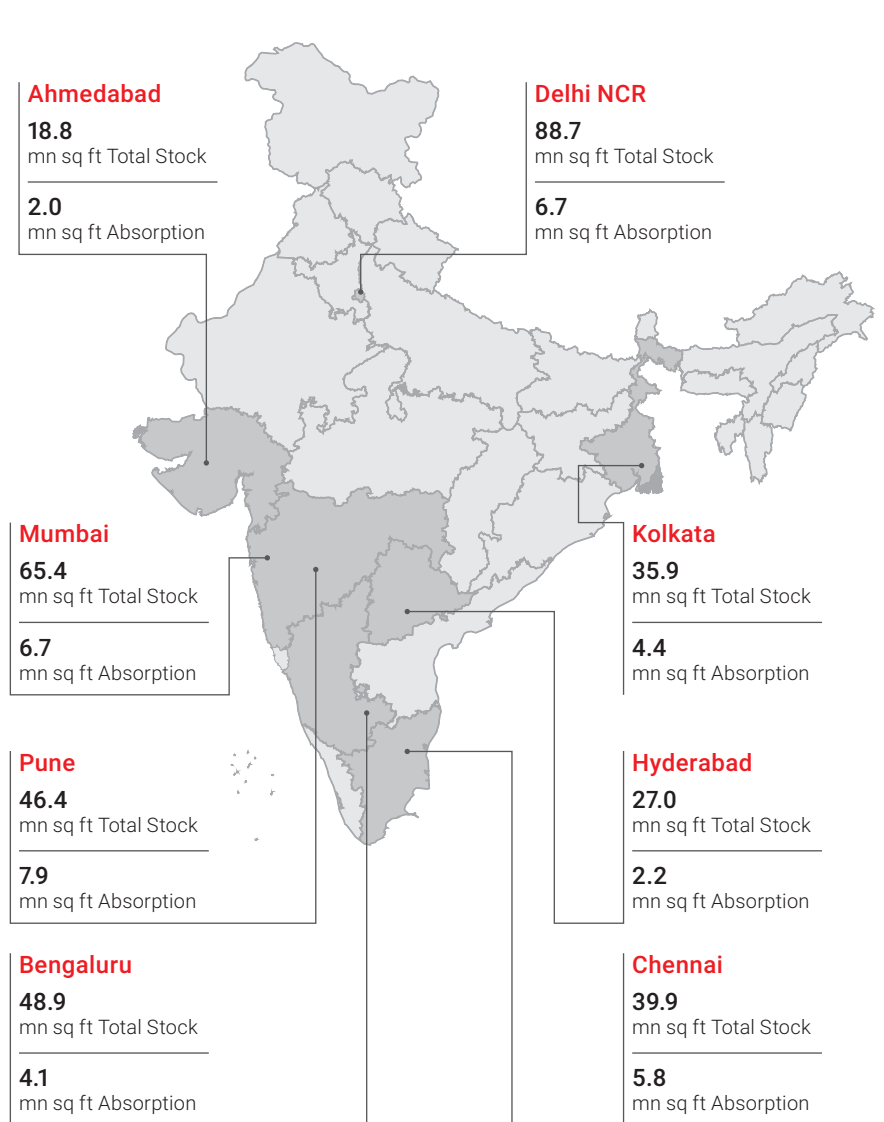 Ahmedabad
18.8
mn sq ft Total Stock
2.0
mn sq ft Absorption
Delhi NCR
88.7
mn sq ft Total Stock
6.7
mn sq ft Absorption
Mumbai
65.4
mn sq ft Total Stock
6.7
mn sq ft Absorption
Kolkata
35.9
mn sq ft Total Stock
4.4
mn sq ft Absorption
Pune
46.4
mn sq ft Total Stock
7.9
mn sq ft Absorption
Hyderabad
27.0
mn sq ft Total Stock
2.2
mn sq ft Absorption
Bengaluru
48.9
mn sq ft Total Stock
4.1
mn sq ft Absorption
Chennai
39.9
mn sq ft Total Stock
5.8
mn sq ft Absorption